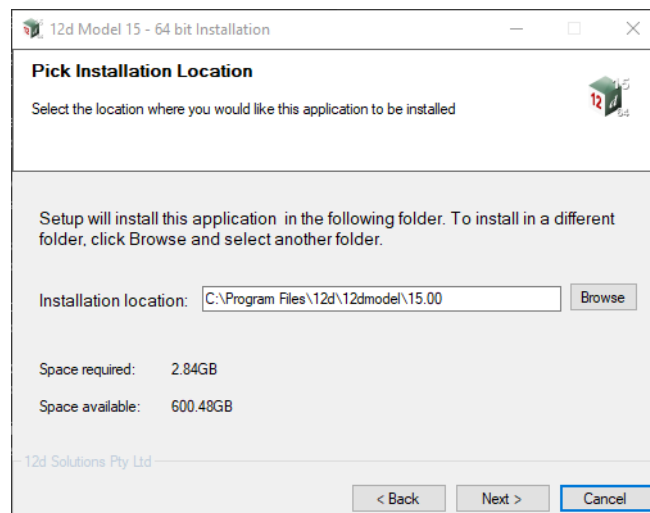 12d Model 15 - 64 bit Installation
Pick Installation Location
Select the location where you would like this application to be installed
15
12 d
64
Setup will install this application in the following folder. To install in a different
folder, click Browse and select another folder.
Installation location: C:\Program Files\12d\12dmodel\15.00 Browse
Space required: 2.84GB
Space available: 600.48GB
12d Solutions Pty Ltd
< Back Next > Cancel